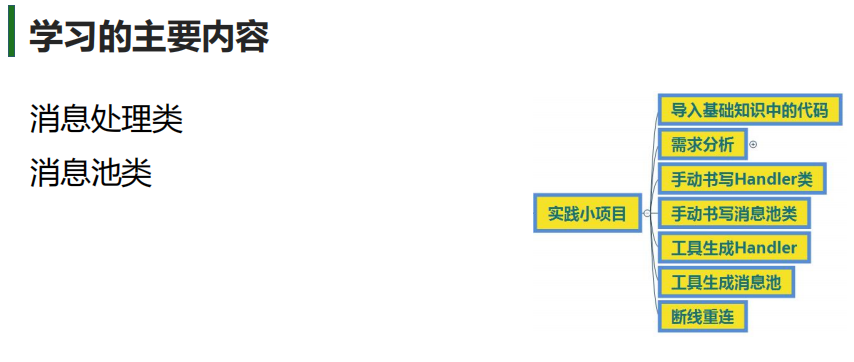 学习的主要内容
消息处理类
消息池类
实践小项目
导入基础知识中的代码
需求分析
手动书写Handler类
手动书写消息池类
工具生成Handler
工具生成消息池
断线重连